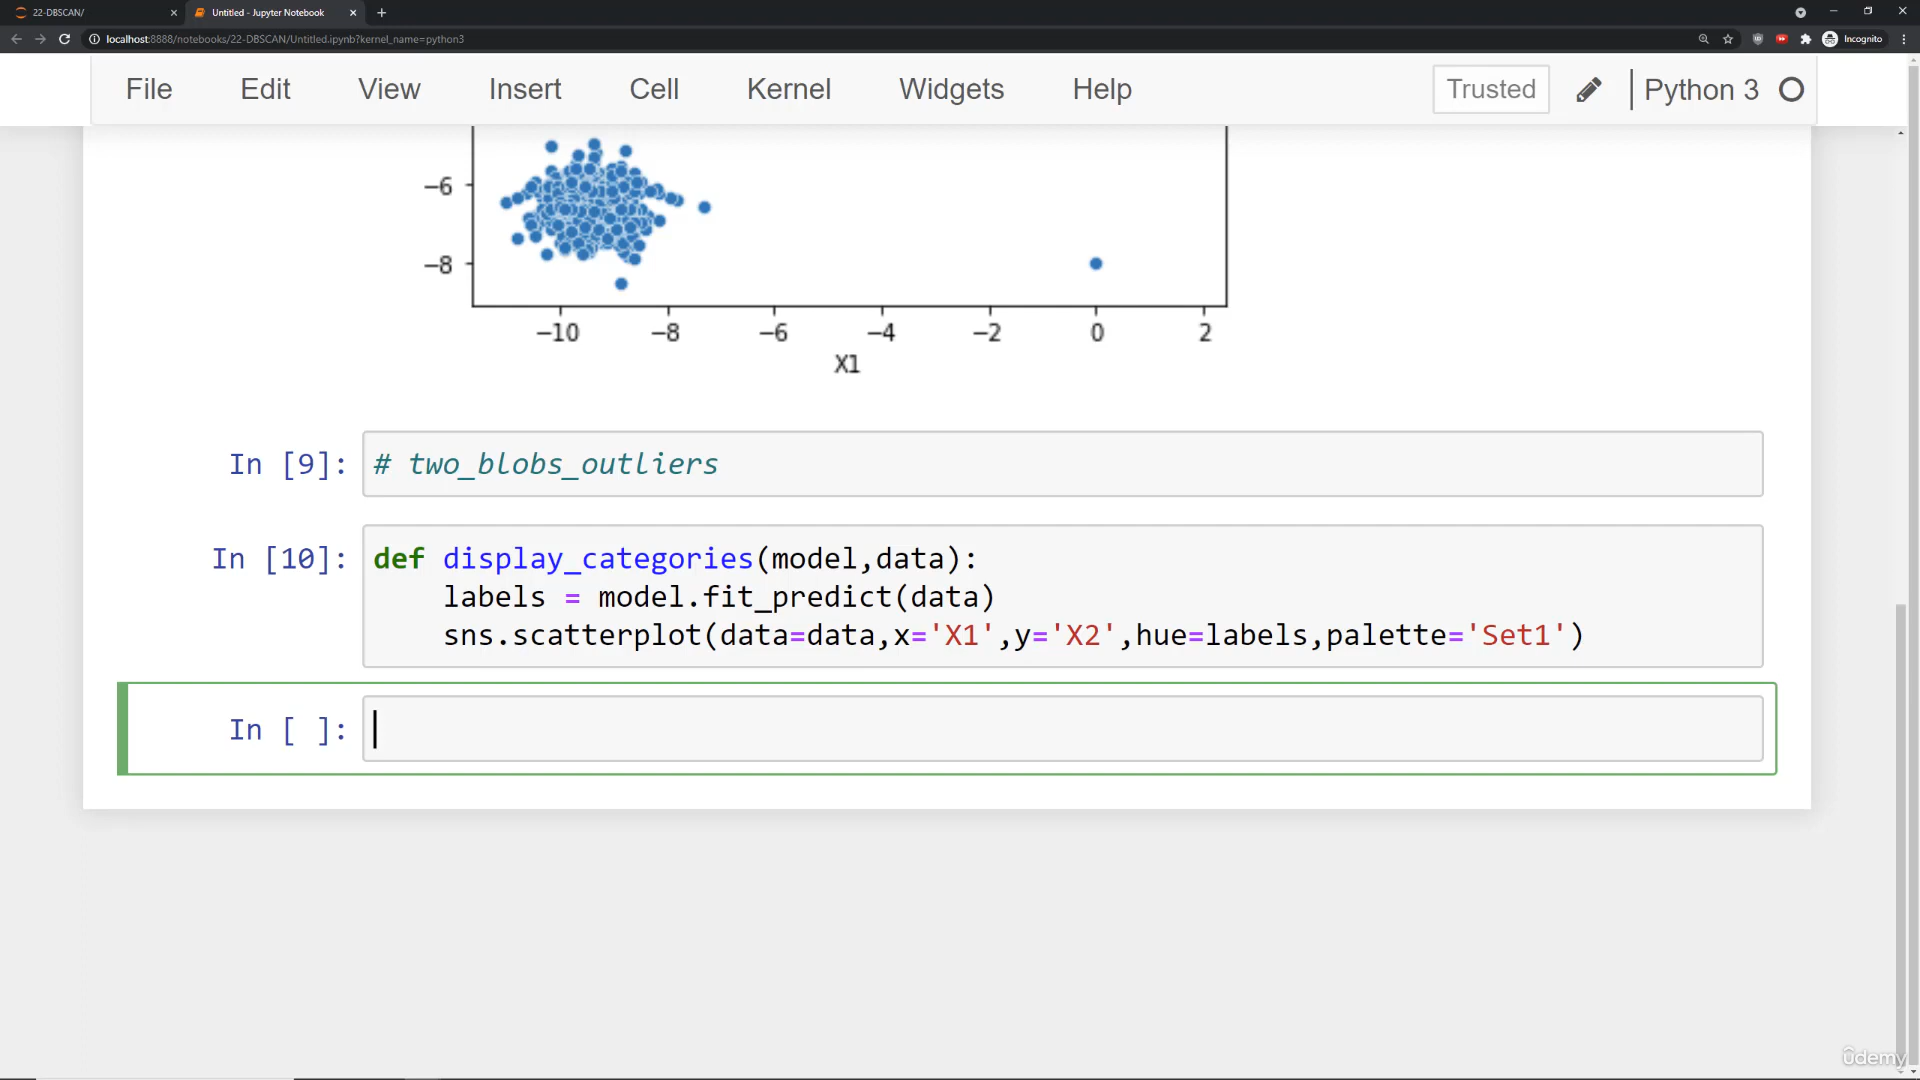 22-DBSCAN/
Untitled - Jupyter Notebook
localhost:8888/notebooks/22-DBSCAN/Untitled.ipynb?kernel_name=python3
Incognito
File Edit View Insert Cell Kernel Widgets Help
Trusted
Python 3
−6
−8
−10 −8 −6 −4 −2 0 2
X1
In [9]: # two_blobs_outliers
In [10]: def display_categories(model,data):
labels = model.fit_predict(data)
sns.scatterplot(data=data,x='X1',y='X2',hue=labels,palette='Set1')
In [ ]:
ûdemy